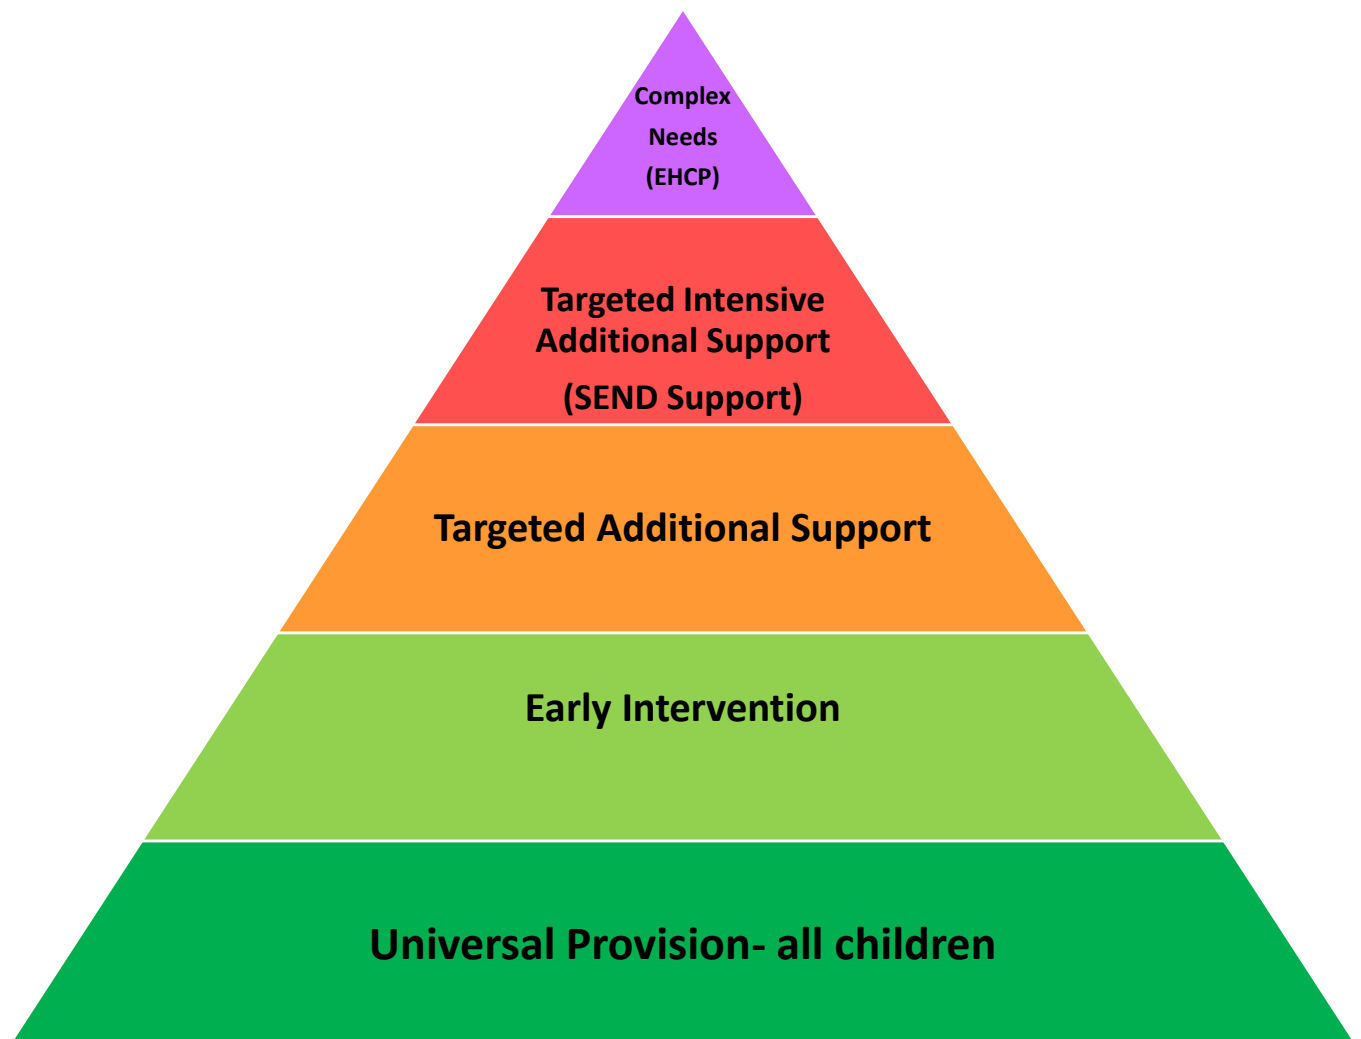 Complex
Needs
(EHCP)
Targeted Intensive
Additional Support
(SEND Support)
Targeted Additional Support
Early Intervention
Universal Provision- all children